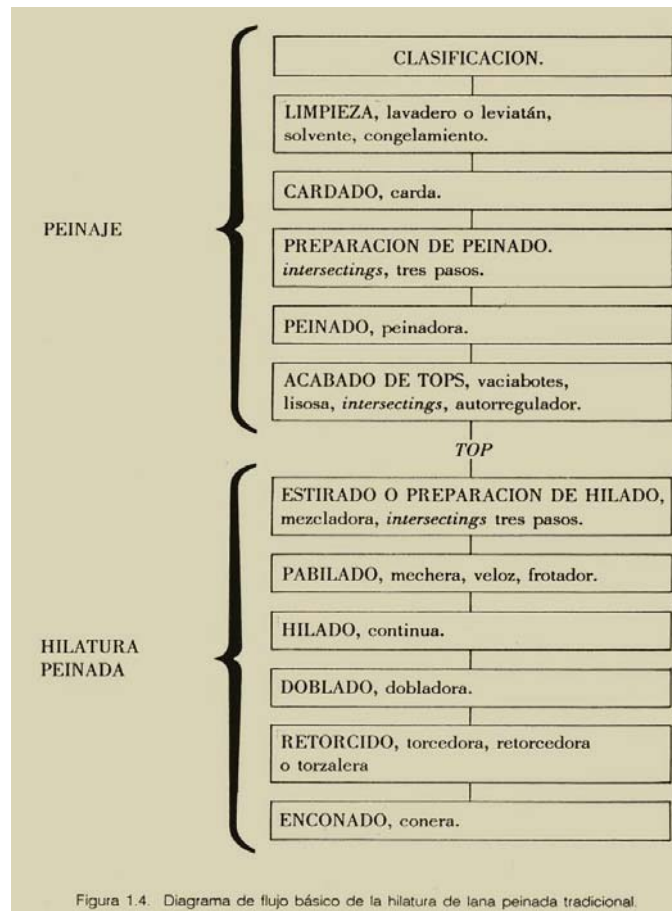 CLASIFICACION.
LIMPIEZA, lavadero o leviatán,
solvente, congelamiento.
CARDADO, carda.
PEINAJE
PREPARACION DE PEINADO.
intersectings, tres pasos.
PEINADO, peinadora.
ACABADO DE TOPS, vaciabotes,
lisosa, intersectings, autorregulador.
TOP
ESTIRADO O PREPARACION DE HILADO,
mezcladora, intersectings tres pasos.
PABILADO, mechera, veloz, frotador.
HILADO, continua.
HILATURA
PEINADA
DOBLADO, dobladora.
RETORCIDO, torcedora, retorcedora
o torzalera
ENCONADO, conera.
Figura 1.4. Diagrama de flujo básico de la hilatura de lana peinada tradicional.